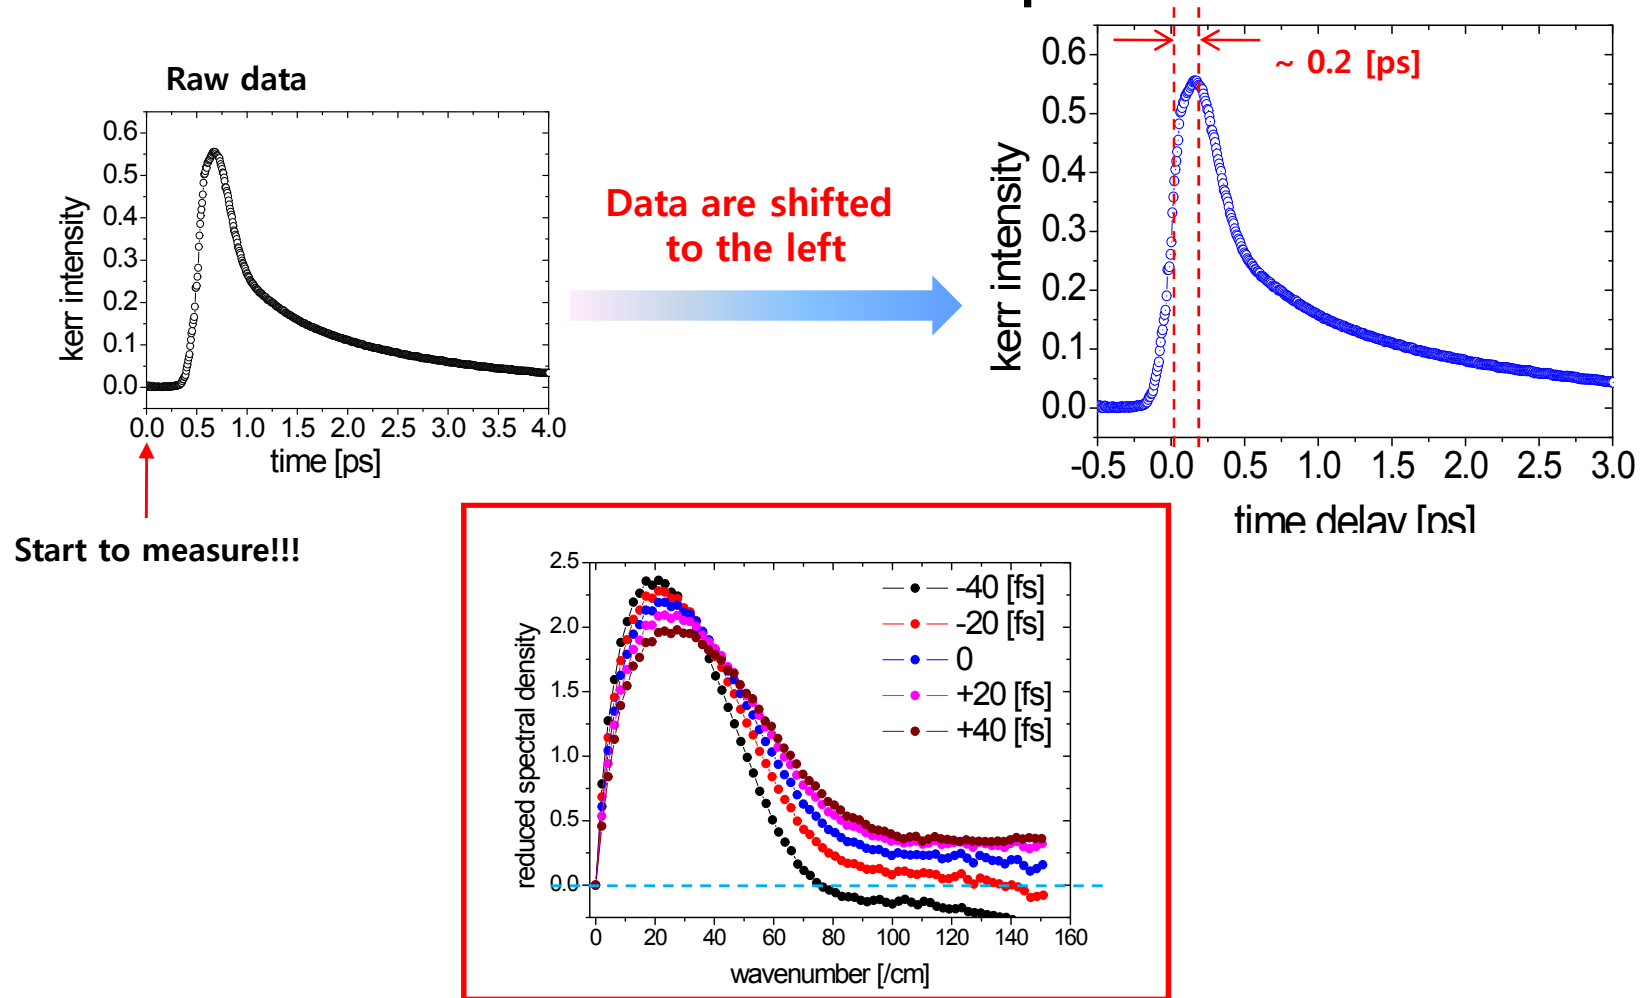 Raw data
0.6
0.5
0.4
0.3
0.2
0.1
0.0
kerr intensity
0.0 0.5 1.0 1.5 2.0 2.5 3.0 3.5 4.0
time [ps]
Start to measure!!!
Data are shifted
to the left
~ 0.2 [ps]
0.6
0.5
0.4
0.3
0.2
0.1
0.0
kerr intensity
-0.5 0.0 0.5 1.0 1.5 2.0 2.5 3.0
time delay [ps]
2.5
2.0
1.5
1.0
0.5
0.0
reduced spectral density
-40 [fs]
-20 [fs]
0
+20 [fs]
+40 [fs]
0 20 40 60 80 100 120 140 160
wavenumber [/cm]